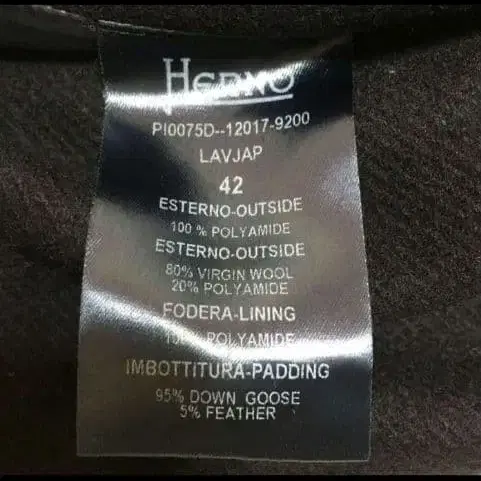 HERNO
PI0075D--12017-9200
LAVJAP
42
ESTERNO-OUTSIDE
100 % POLYAMIDE
ESTERNO-OUTSIDE
80% VIRGIN WOOL
20% POLYAMIDE
FODERA-LINING
POLYAMIDE
IMBOTTITURA-PADDING
95% DOWN GOOSE
5% FEATHER